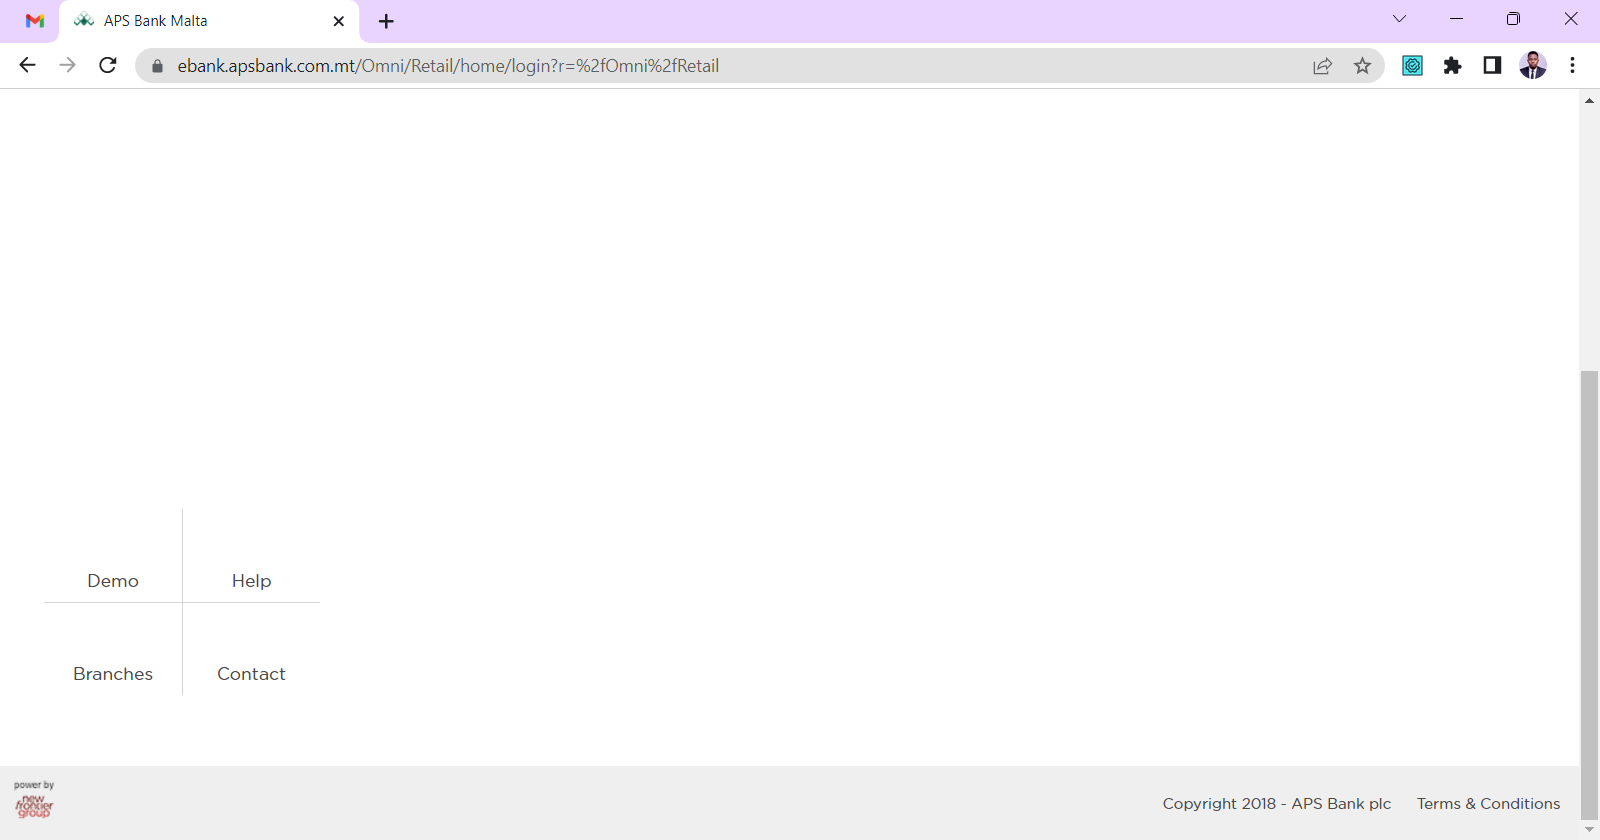 APS Bank Malta
ebank.apsbank.com.mt/Omni/Retail/home/login?r=%2fOmni%2fRetail
Demo
Help
Branches
Contact
power by
new
frontier
group
Copyright 2018 - APS Bank plc
Terms & Conditions